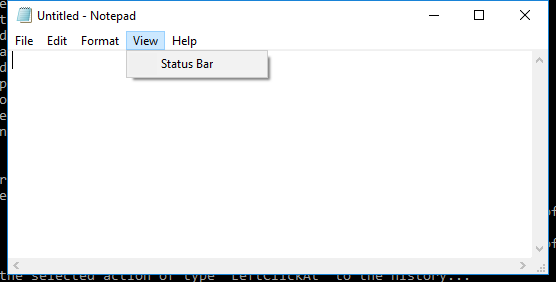 Untitled - Notepad
File Edit Format View Help
Status Bar
the selected action of type "LeftClickAt" to the history...